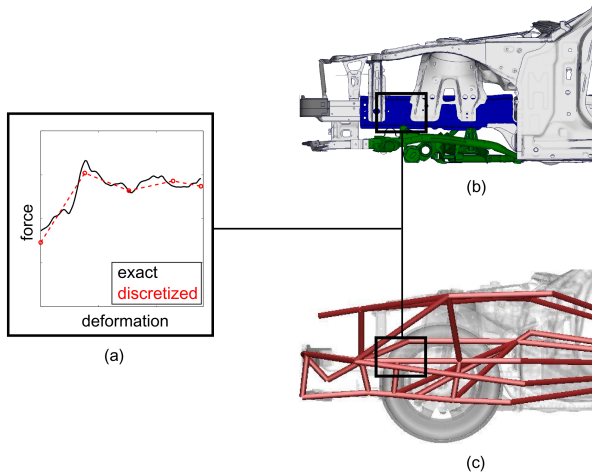 (b)
force
exact
discretized
deformation
(a)
(c)